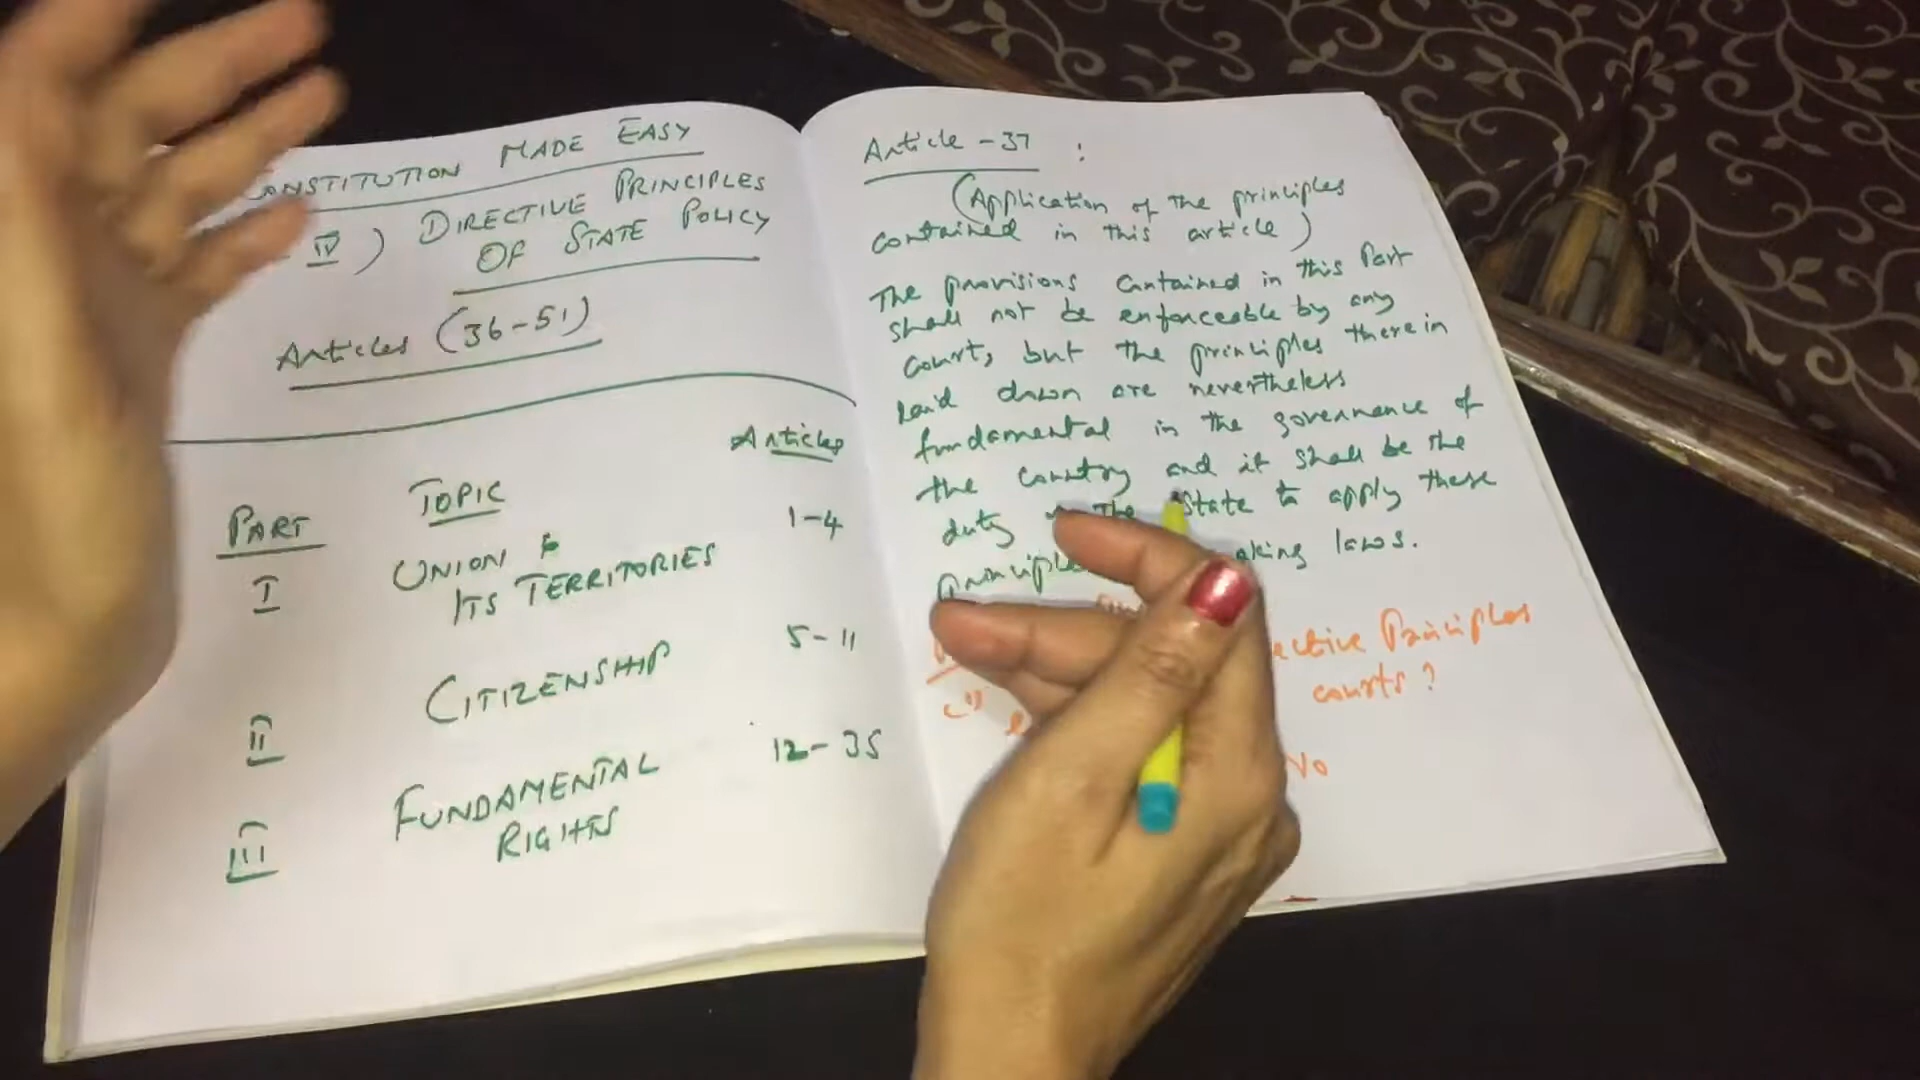 CONSTITUTION MADE EASY
IV) DIRECTIVE PRINCIPLES
OF STATE POLICY
Articles (36-51)
PART TOPIC Articles
I UNION & ITS TERRITORIES 1-4
II CITIZENSHIP 5-11
III FUNDAMENTAL RIGHTS 12-35
Article - 37 :
(Application of the principles
contained in this article)
The provisions contained in this Part
shall not be enforceable by any
court, but the principles therein
laid down are nevertheless
fundamental in the governance of
the country and it shall be the
duty the State to apply these
laws.
Principles
courts?
No